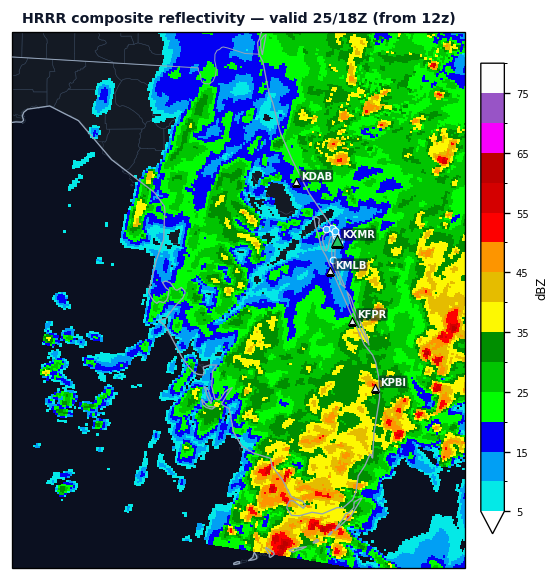 HRRR composite reflectivity — valid 25/18Z (from 12z)
KDAB
KXMR
KMLB
KFPR
KPBI
75
65
55
45
35
25
15
5
dBZ